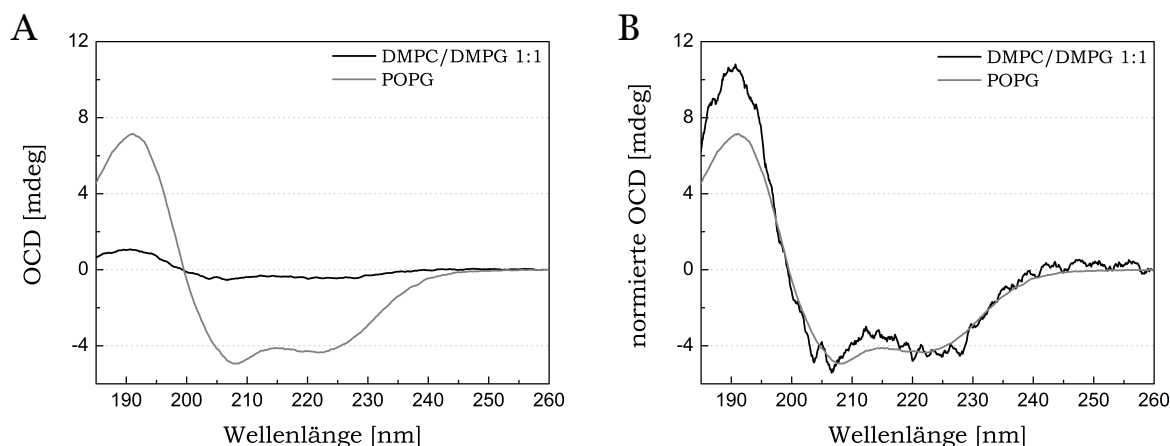 A
DMPC/DMPG 1:1
POPG
OCD [mdeg]
12
8
4
0
-4
190 200 210 220 230 240 250 260
Wellenlänge [nm]
B
DMPC/DMPG 1:1
POPG
normierte OCD [mdeg]
12
8
4
0
-4
190 200 210 220 230 240 250 260
Wellenlänge [nm]